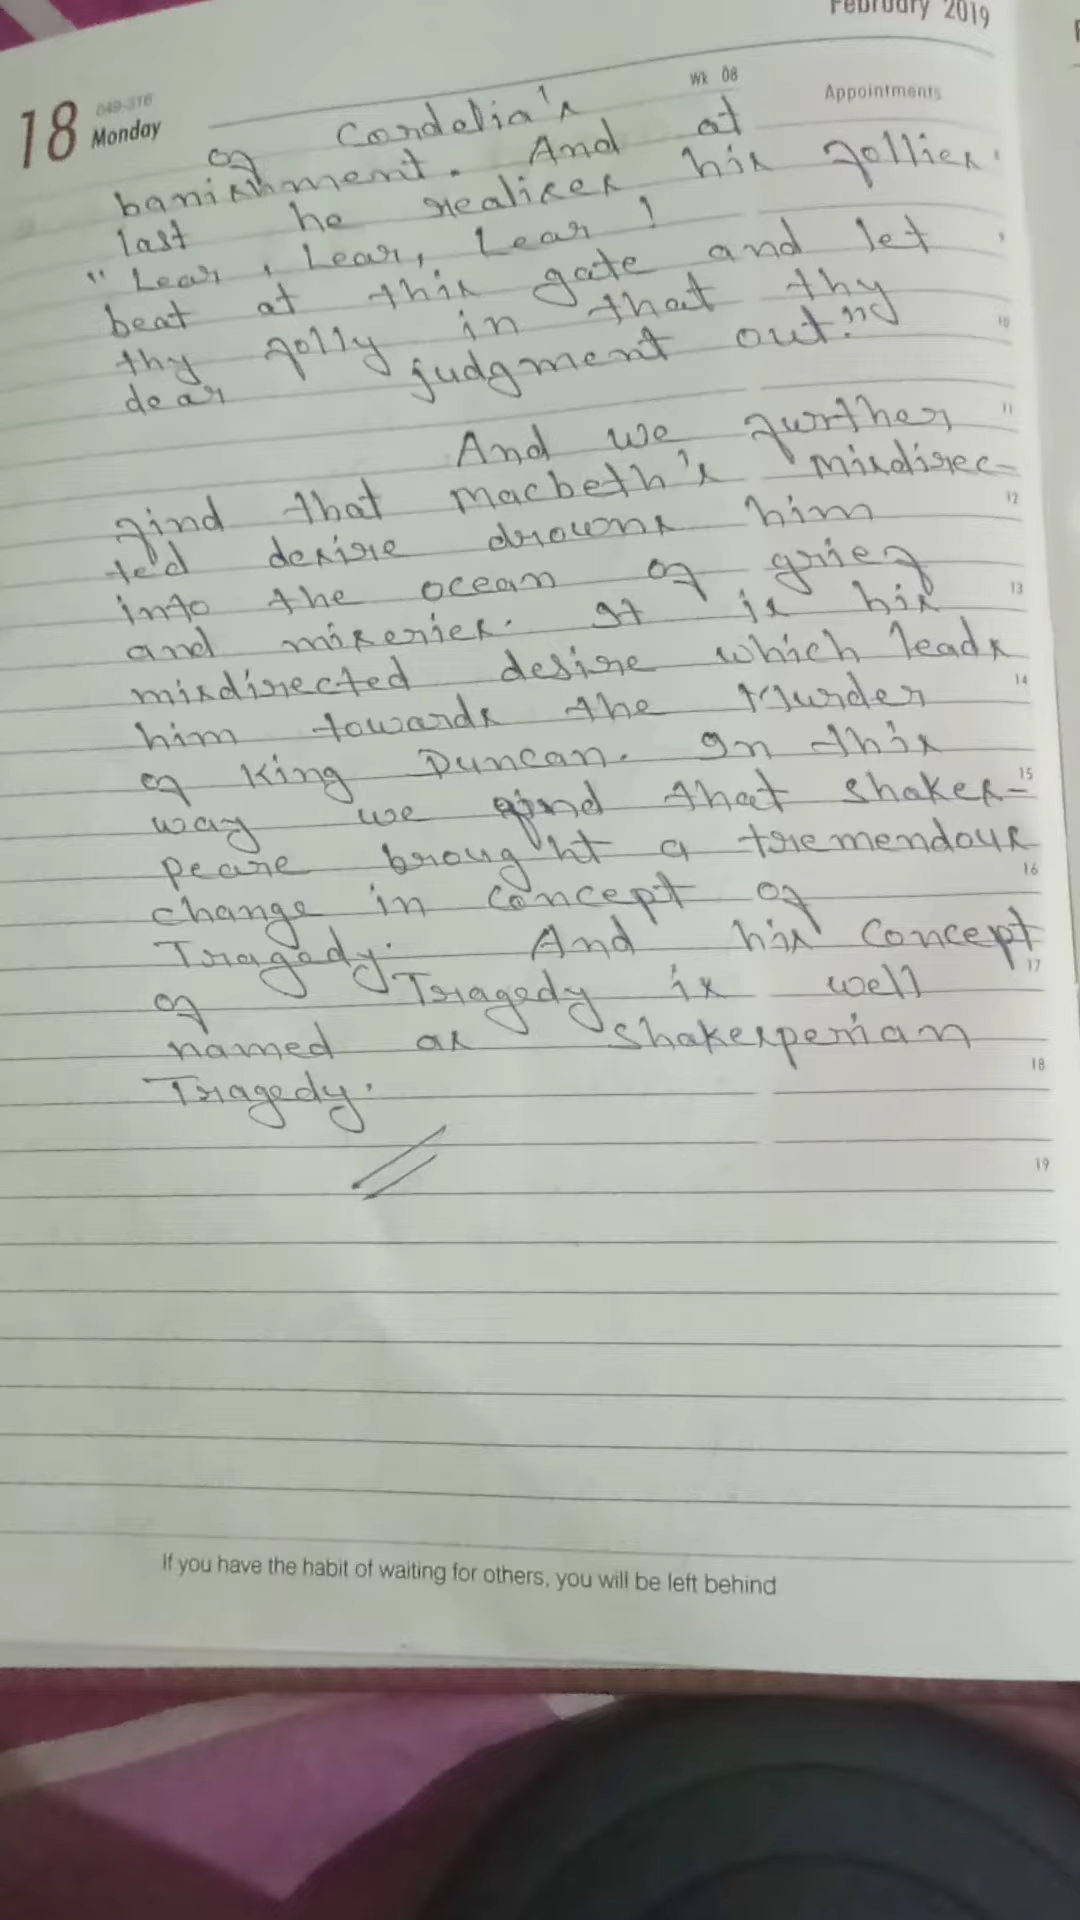 February 2019
18 049-316 Monday
Wk 08
Appointments
of Cordelia's
banishment. And at
last he realises his follies.
"Lear, Lear, Lear!
beat at this gate and let
thy folly in that thy
dear judgment out."
And we further
find that Macbeth's misdirec-
ted desire drowns him
into the ocean of grief
and miseries. It is his
misdirected desire which leads
him towards the Murder
of King Duncan. In this
way we find that Shakes-
peare brought a tremendous
change in concept of
Tragedy. And his concept
of Tragedy is well
named as Shakesperian
Tragedy.
10
11
12
13
14
15
16
17
18
19
If you have the habit of waiting for others, you will be left behind